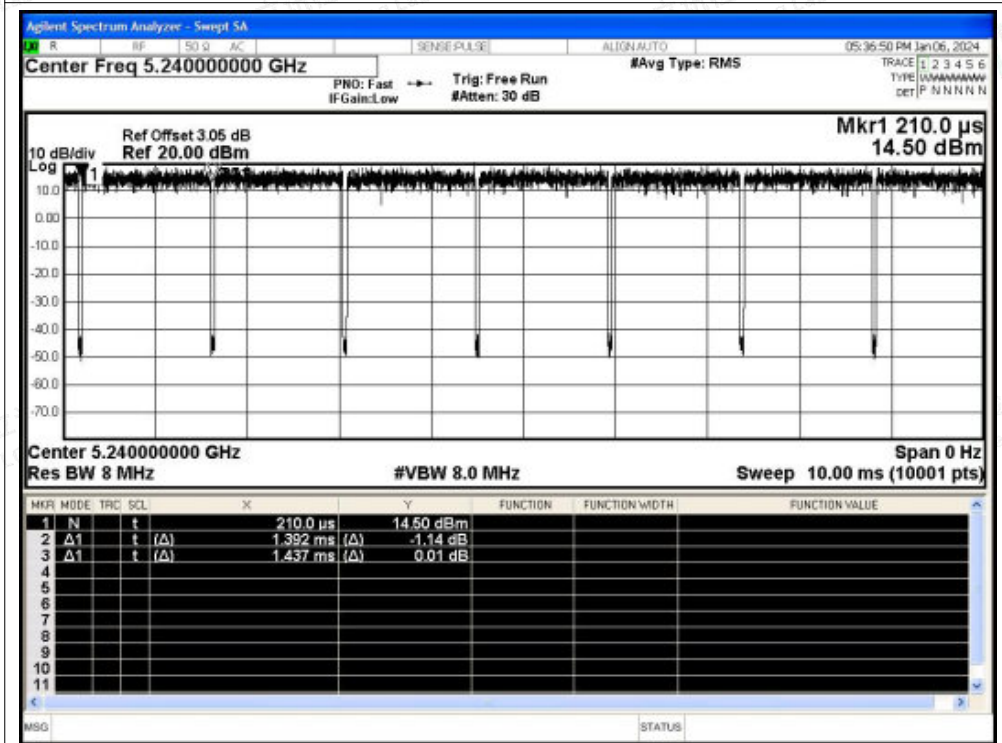 Agilent Spectrum Analyzer - Swept SA
LXI R RF 50 Ω AC SENSE:PULSE ALIGN AUTO 05:36:50 PM Jan 06, 2024
Center Freq 5.240000000 GHz #Avg Type: RMS TRACE 1 2 3 4 5 6
PNO: Fast Trig: Free Run TYPE WWWWWW
IFGain:Low #Atten: 30 dB DET P N N N N N
Mkr1 210.0 µs
Ref Offset 3.05 dB
10 dB/div Ref 20.00 dBm 14.50 dBm
Log
1
10.0
0.00
-10.0
-20.0
-30.0
-40.0
-50.0
-60.0
-70.0
Center 5.240000000 GHz Span 0 Hz
Res BW 8 MHz #VBW 8.0 MHz Sweep 10.00 ms (10001 pts)
MKR MODE TRC SCL X Y FUNCTION FUNCTION WIDTH FUNCTION VALUE
1 N t 210.0 µs 14.50 dBm
2 Δ1 t (Δ) 1.392 ms (Δ) -1.14 dB
3 Δ1 t (Δ) 1.437 ms (Δ) 0.01 dB
4
5
6
7
8
9
10
11
MSG STATUS